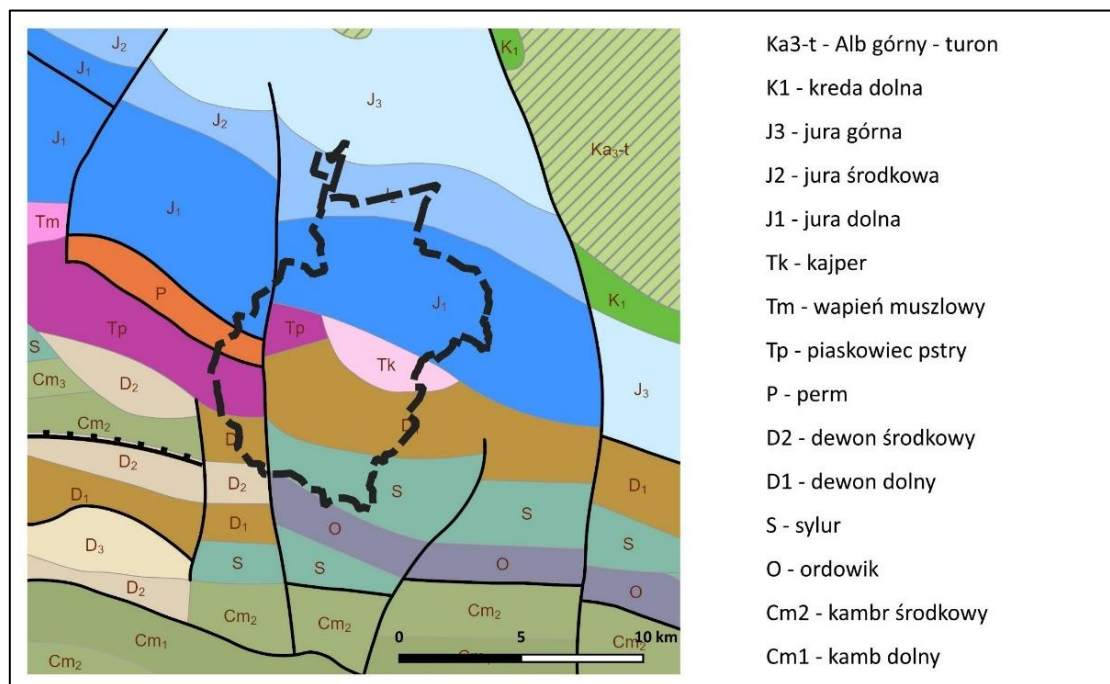 J₂
K₁
Ka3-t - Alb górny - turon
J₁
K1 - kreda dolna
J₃
J3 - jura górna
J₂
J₁
Ka₃-t
J2 - jura środkowa
J₂
J1 - jura dolna
Tm
J₁
Tk - kajper
P
J₁
K₁
Tm - wapień muszlowy
Tp
Tp
Tp - piaskowiec pstry
S
D₂
Tk
J₃
P - perm
Cm₃
Cm₂
D
D
D2 - dewon środkowy
D₂
D₂
S
D₁
D1 - dewon dolny
D₁
D₁
O
S
S
S - sylur
D₃
S
S
O
O
O - ordowik
D₂
Cm₂
Cm₂
Cm₂
Cm2 - kambr środkowy
Cm₁
0 5 10 km
Cm₂
Cm₂
Cm1 - kamb dolny